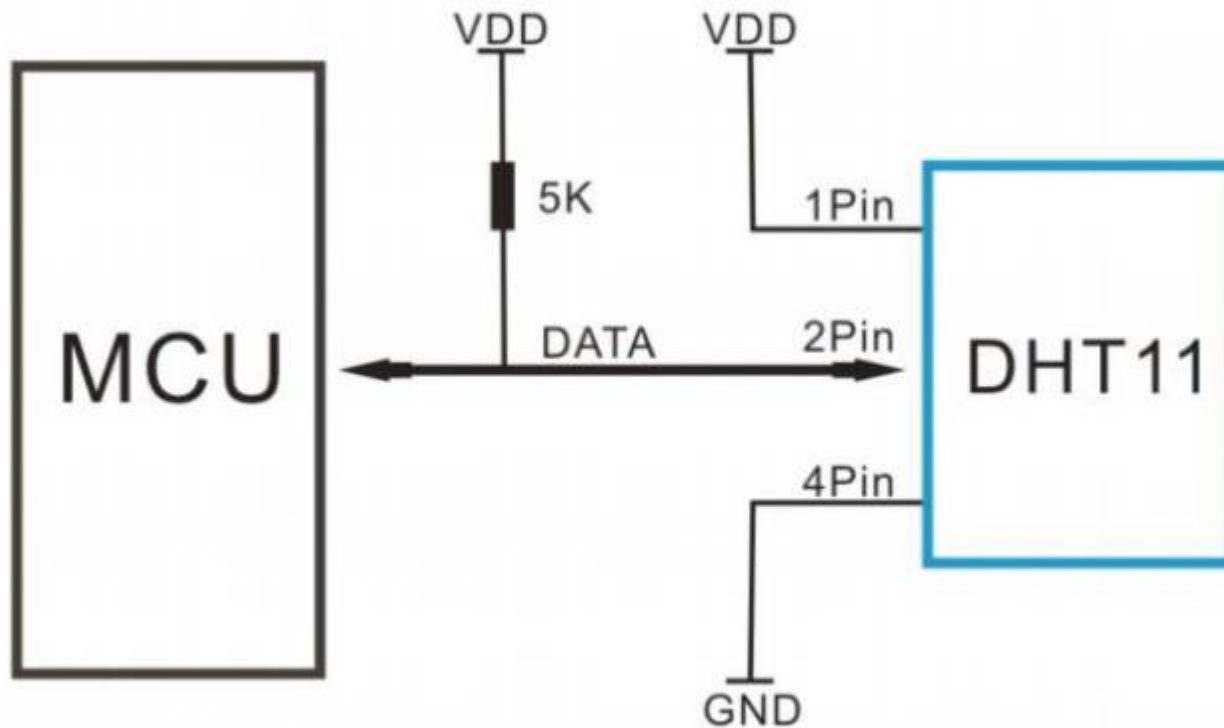 VDD
VDD
5K
1Pin
MCU
DATA
2Pin
DHT11
4Pin
GND